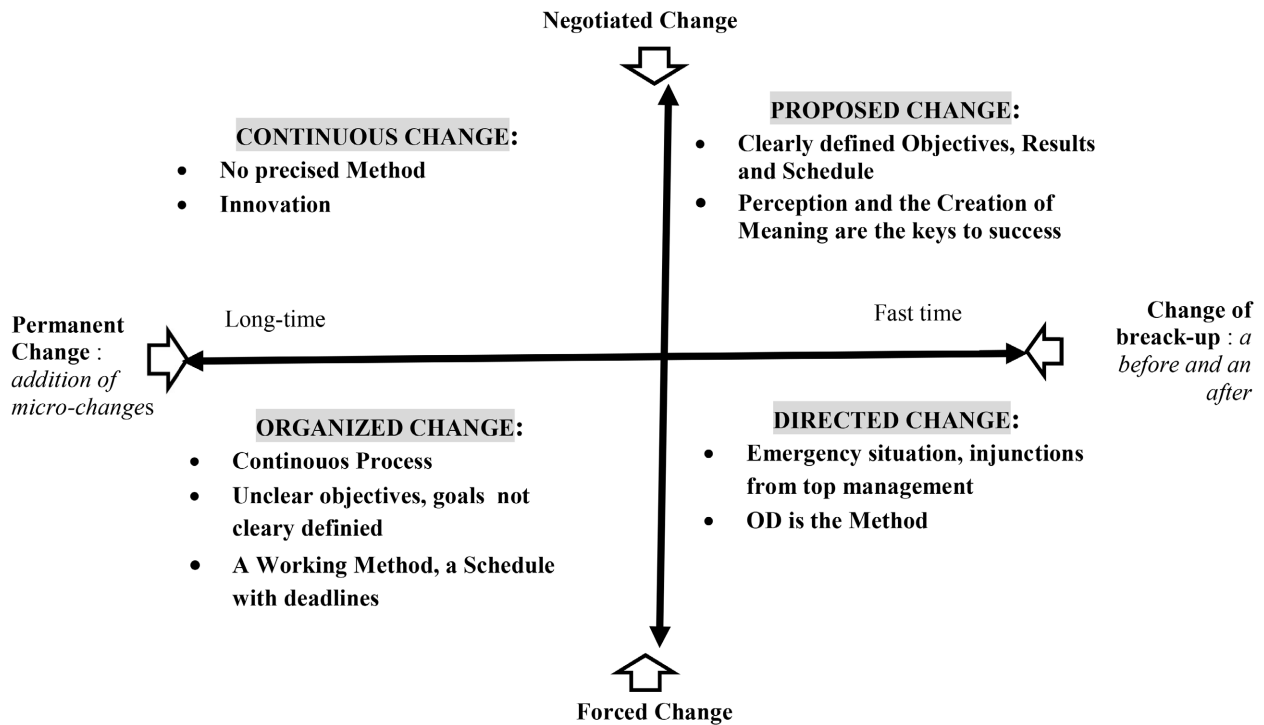 Negotiated Change
CONTINUOUS CHANGE:
• No precised Method
• Innovation
PROPOSED CHANGE:
• Clearly defined Objectives, Results
and Schedule
• Perception and the Creation of
Meaning are the keys to success
Permanent
Change :
addition of
micro-changes
Long-time
Fast time
Change of
breack-up : a
before and an
after
ORGANIZED CHANGE:
• Continouos Process
• Unclear objectives, goals not
cleary definied
• A Working Method, a Schedule
with deadlines
DIRECTED CHANGE:
• Emergency situation, injunctions
from top management
• OD is the Method
Forced Change